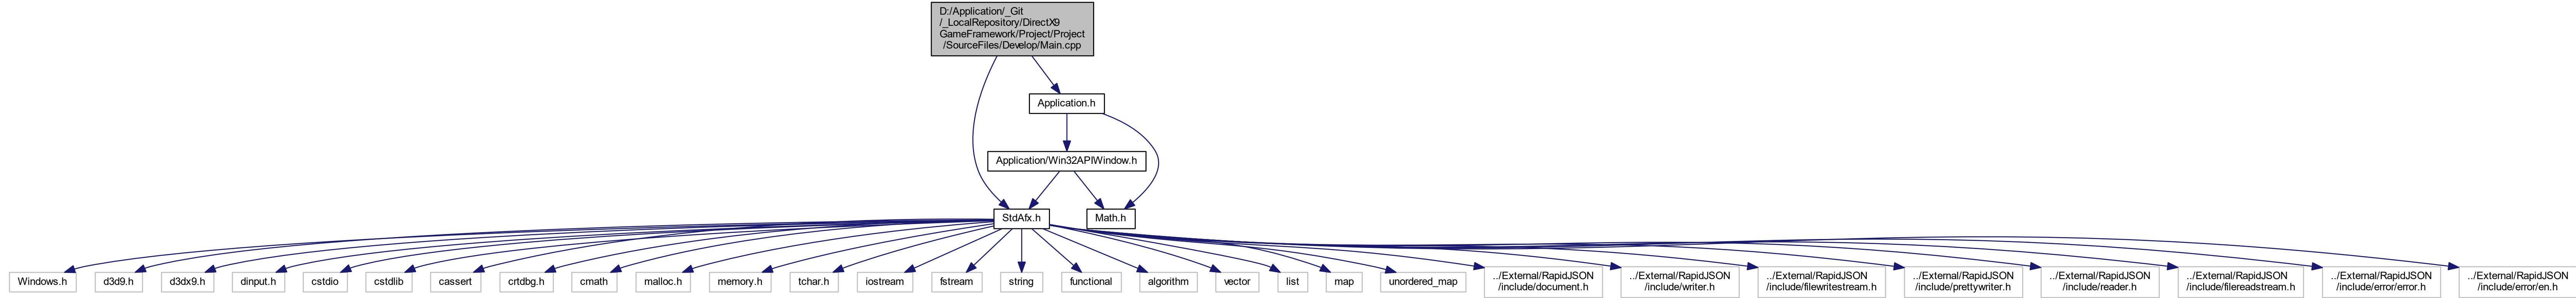 D:/Application/_Git
/_LocalRepository/DirectX9
GameFramework/Project/Project
/SourceFiles/Develop/Main.cpp
Application.h
Application/Win32APIWindow.h
StdAfx.h
Math.h
Windows.h
d3d9.h
d3dx9.h
dinput.h
cstdio
cstdlib
cassert
crtdbg.h
cmath
malloc.h
memory.h
tchar.h
iostream
fstream
string
functional
algorithm
vector
list
map
unordered_map
../External/RapidJSON
/include/document.h
../External/RapidJSON
/include/writer.h
../External/RapidJSON
/include/filewritestream.h
../External/RapidJSON
/include/prettywriter.h
../External/RapidJSON
/include/reader.h
../External/RapidJSON
/include/filereadstream.h
../External/RapidJSON
/include/error/error.h
../External/RapidJSON
/include/error/en.h